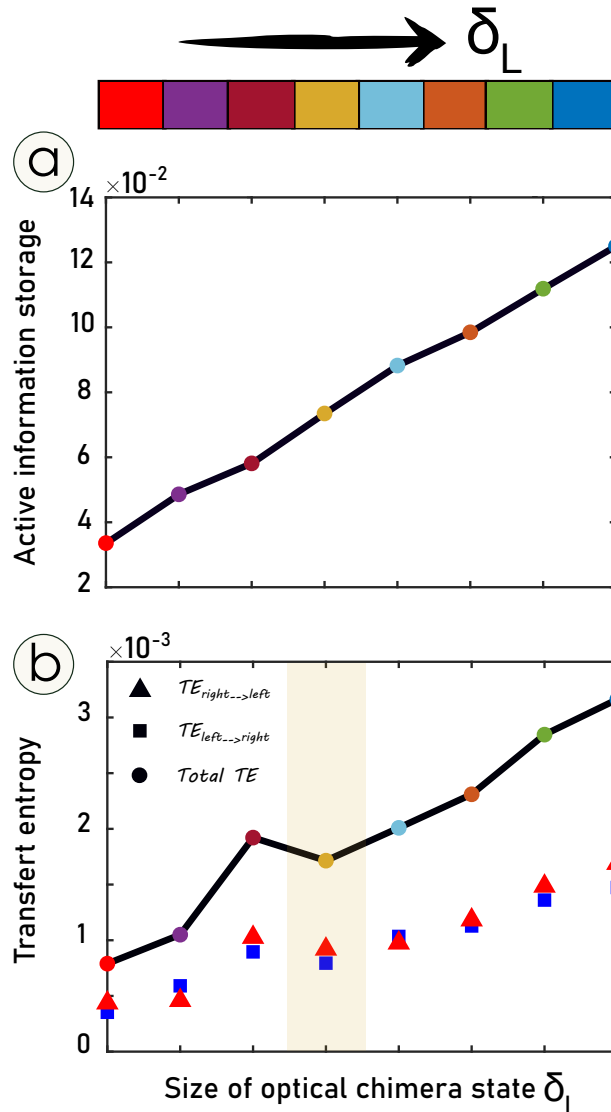 δL
a
×10-2
14
12
10
8
6
4
2
Active information storage
b
×10-3
3
2
1
0
TEright-->left
TEleft-->right
Total TE
Transfert entropy
Size of optical chimera state δL